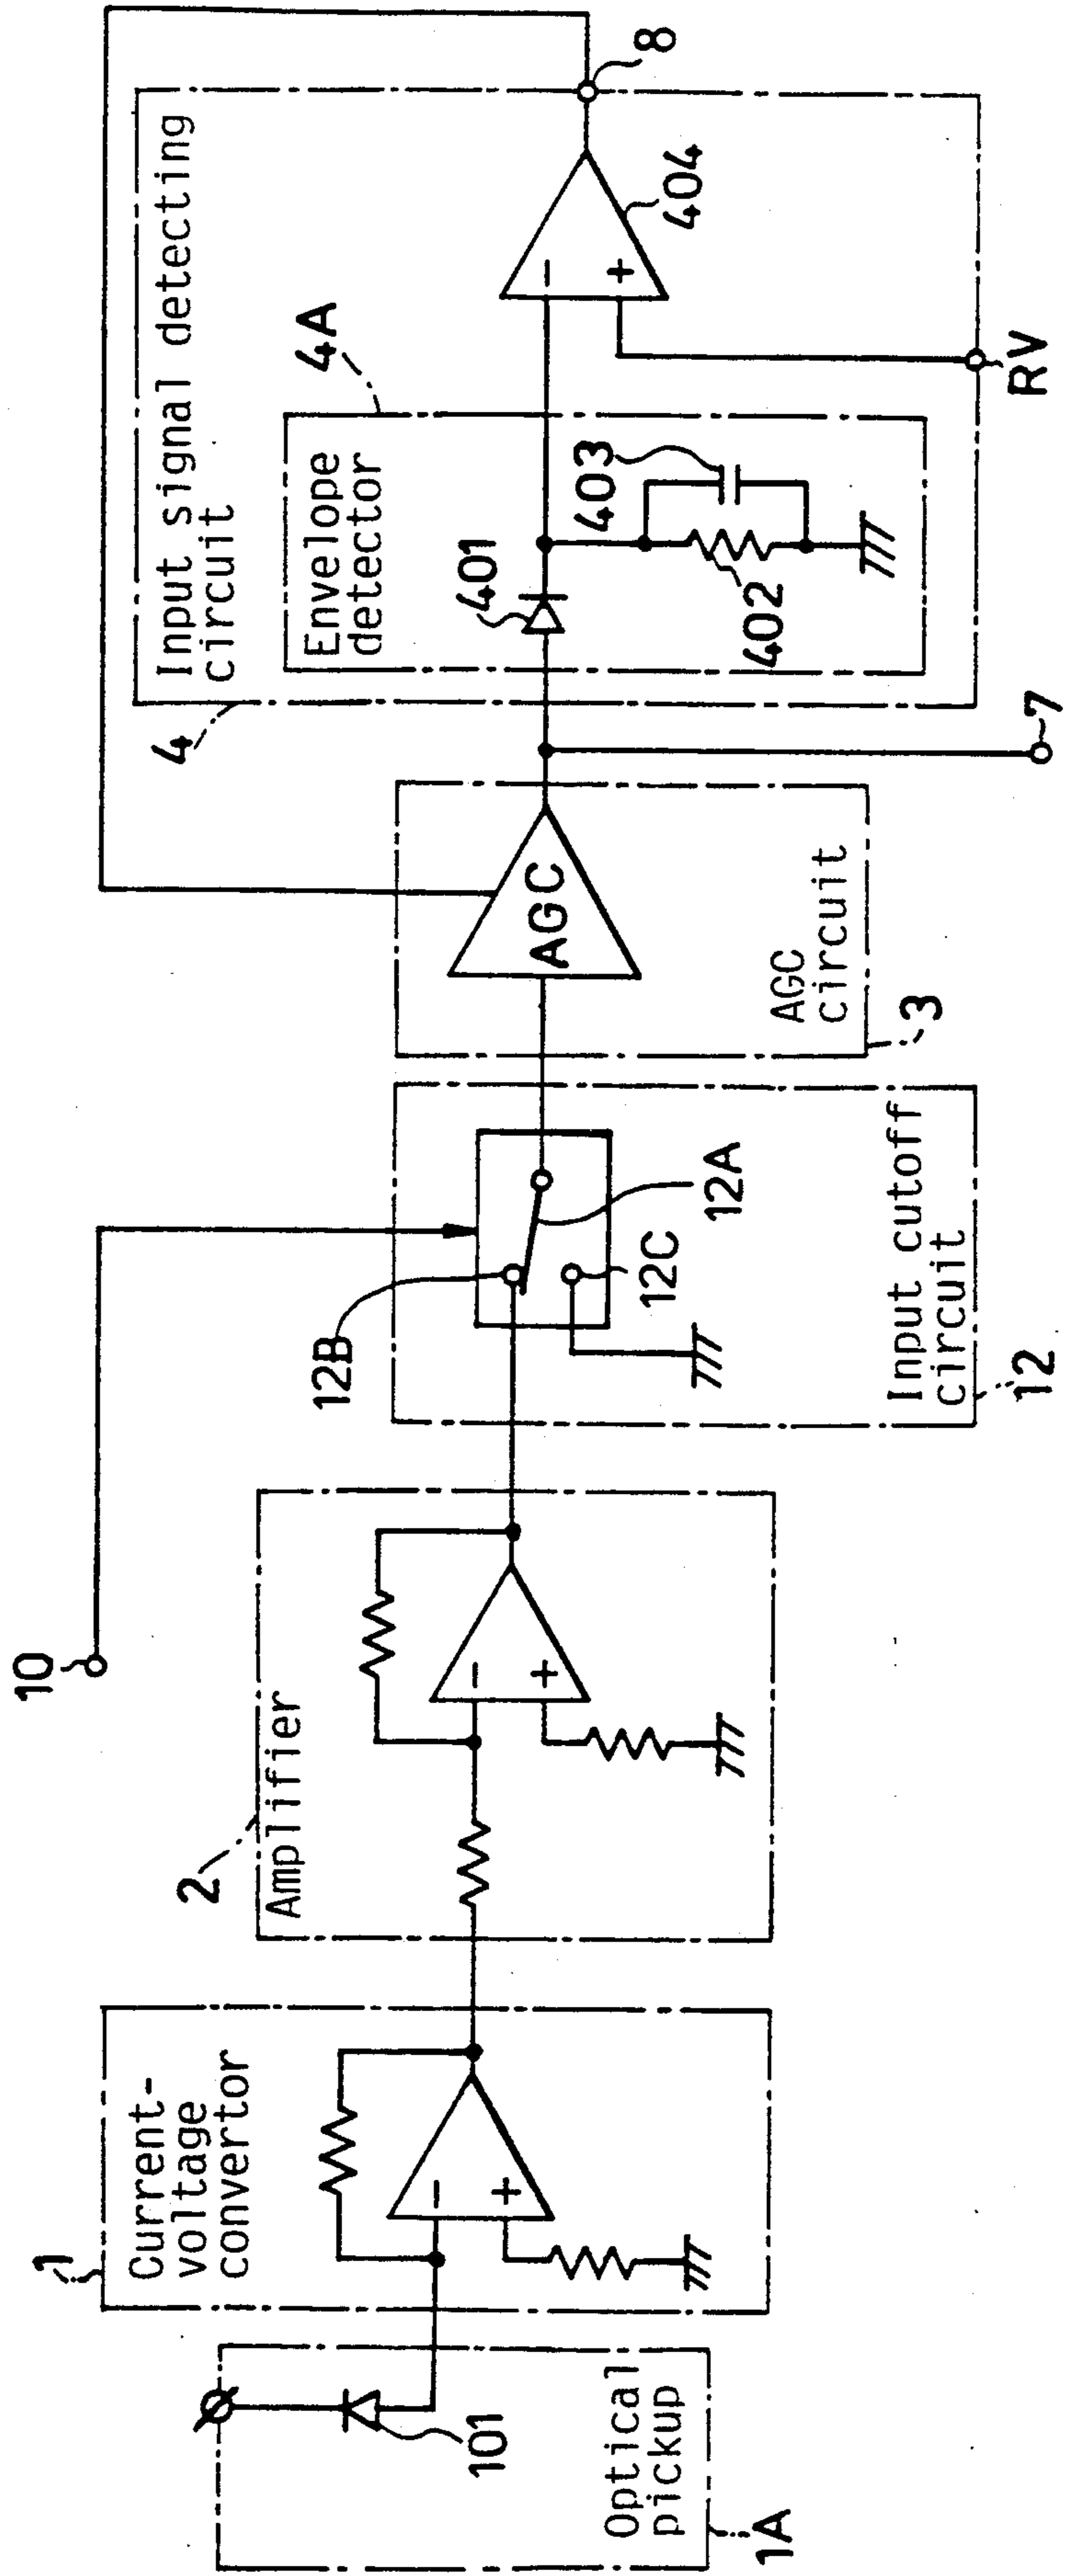 10
8
Input signal detecting
circuit
4
4A
Envelope
detector
401
403
402
404
−
+
RV
7
AGC
AGC
circuit
3
12B
12A
12C
Input cutoff
circuit
12
2
Amplifier
−
+
1
Current-
voltage
convertor
−
+
101
Optical
pickup
1A